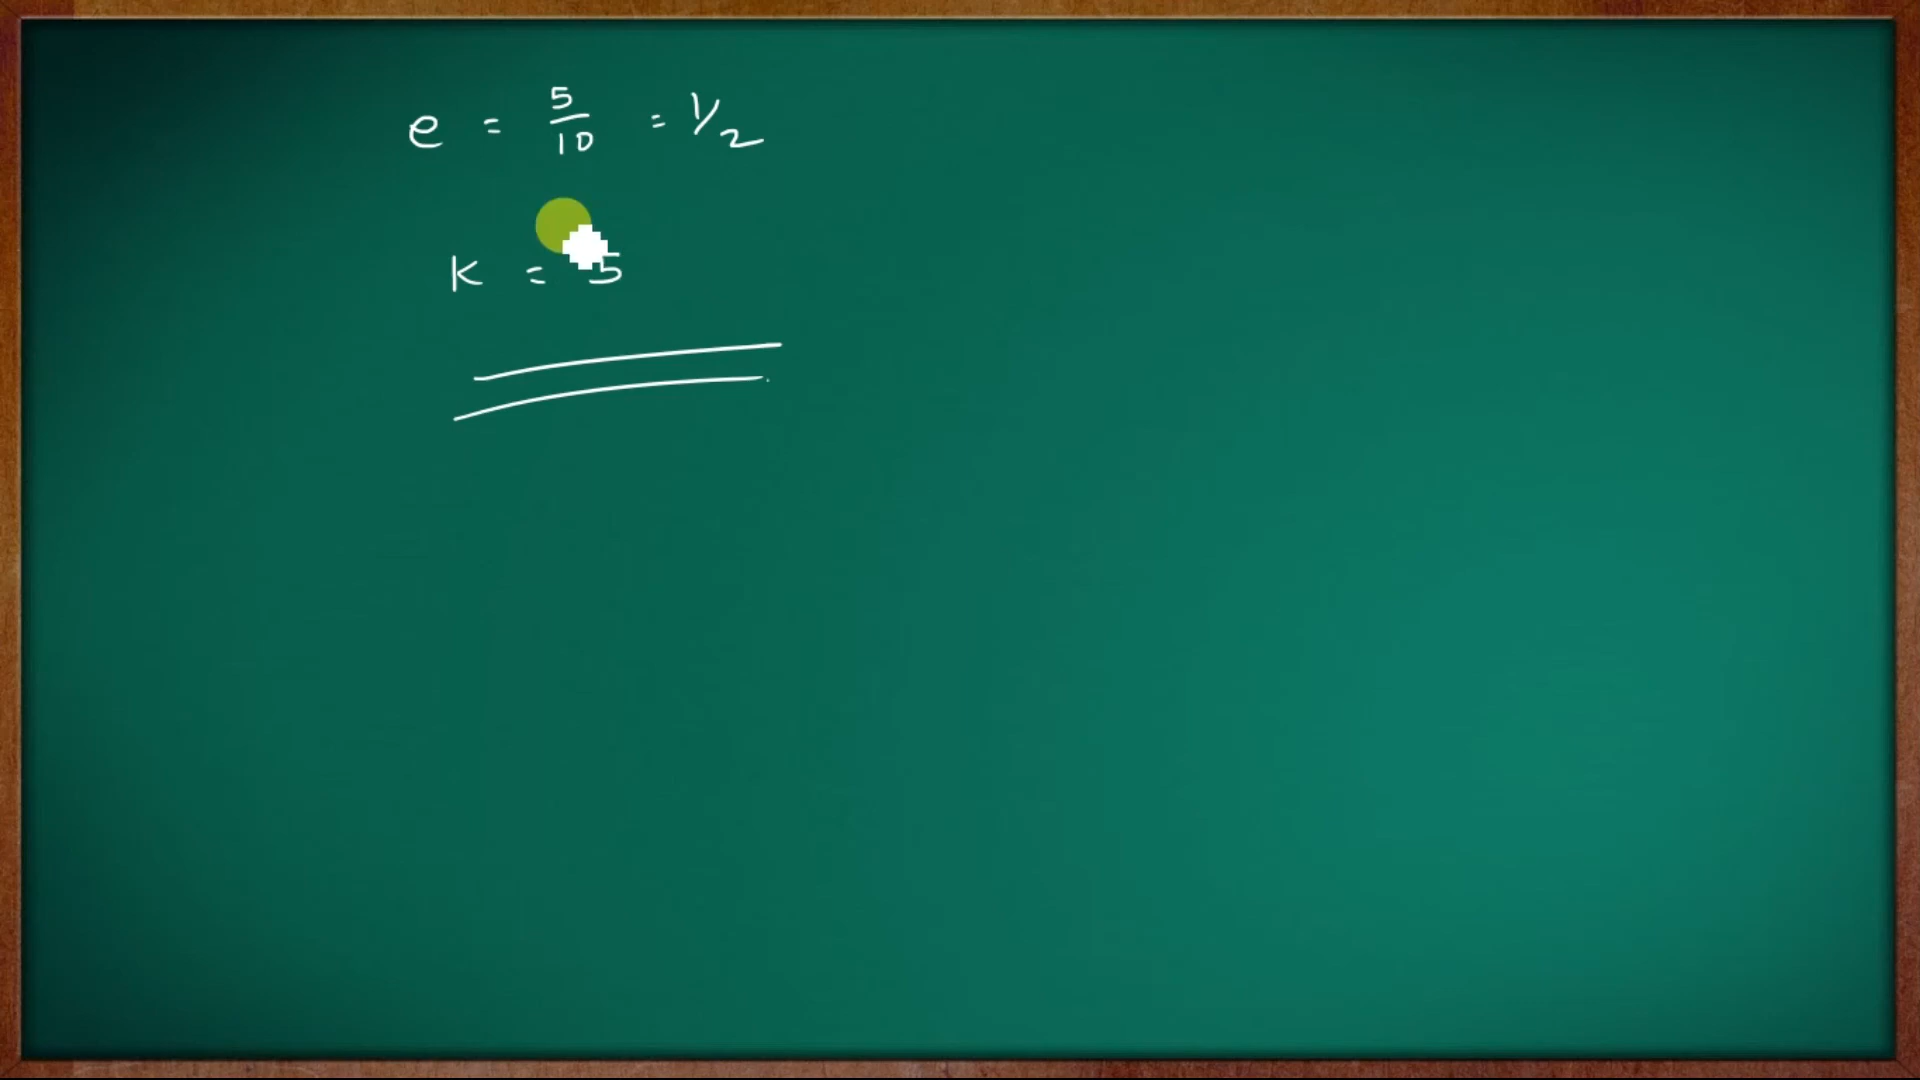 e = 5/10 = 1/2
K = 5